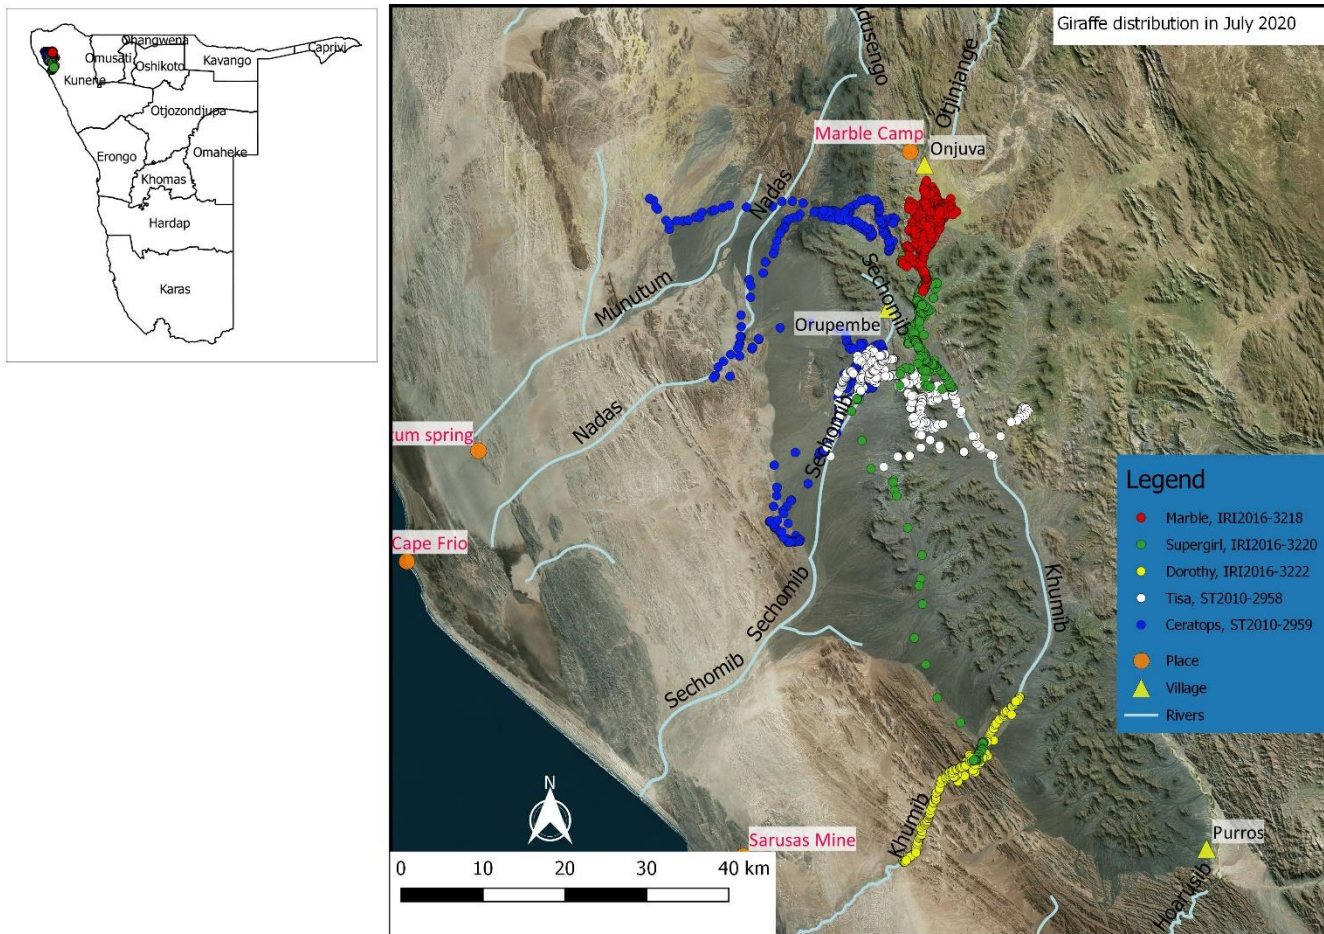 Ohangwena
Caprivi
Omusati
Oshikoto
Kavango
Kunene
Otjozondjupa
Erongo
Omaheke
Khomas
Hardap
Karas
Giraffe distribution in July 2020
dusengo
Otjinjange
Marble Camp
Onjuva
Nadas
Sechomib
Munutum
Orupembe
Nadas
Sechomib
tum spring
Legend
Marble, IRI2016-3218
Supergirl, IRI2016-3220
Dorothy, IRI2016-3222
Tisa, ST2010-2958
Ceratops, ST2010-2959
Place
Village
Rivers
Cape Frio
Khumib
Sechomib
Sechomib
N
Khumib
Sarusas Mine
Purros
Hoarusib
0 10 20 30 40 km